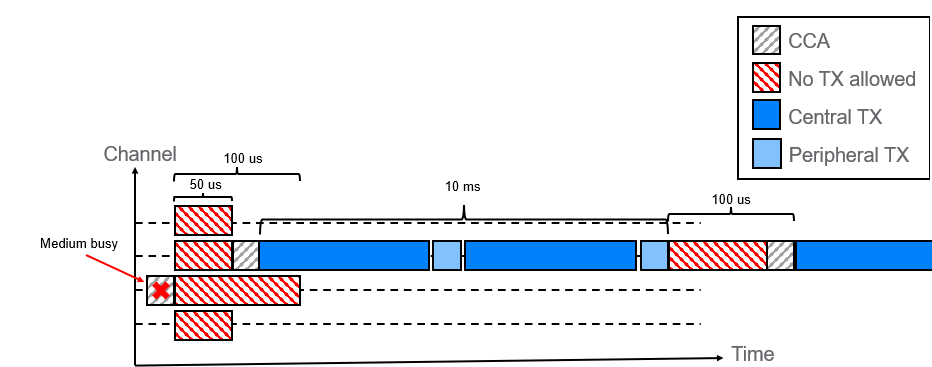 CCA
No TX allowed
Central TX
Peripheral TX
Channel
100 us
50 us
10 ms
100 us
Medium busy
Time